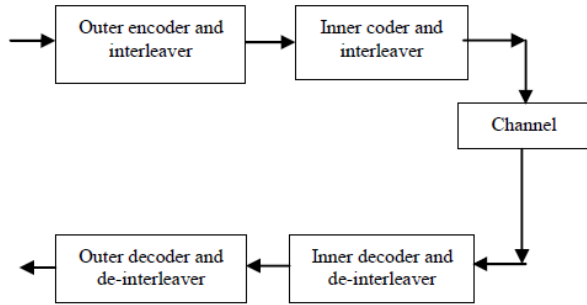 Outer encoder and
interleaver
Inner coder and
interleaver
Channel
Outer decoder and
de-interleaver
Inner decoder and
de-interleaver